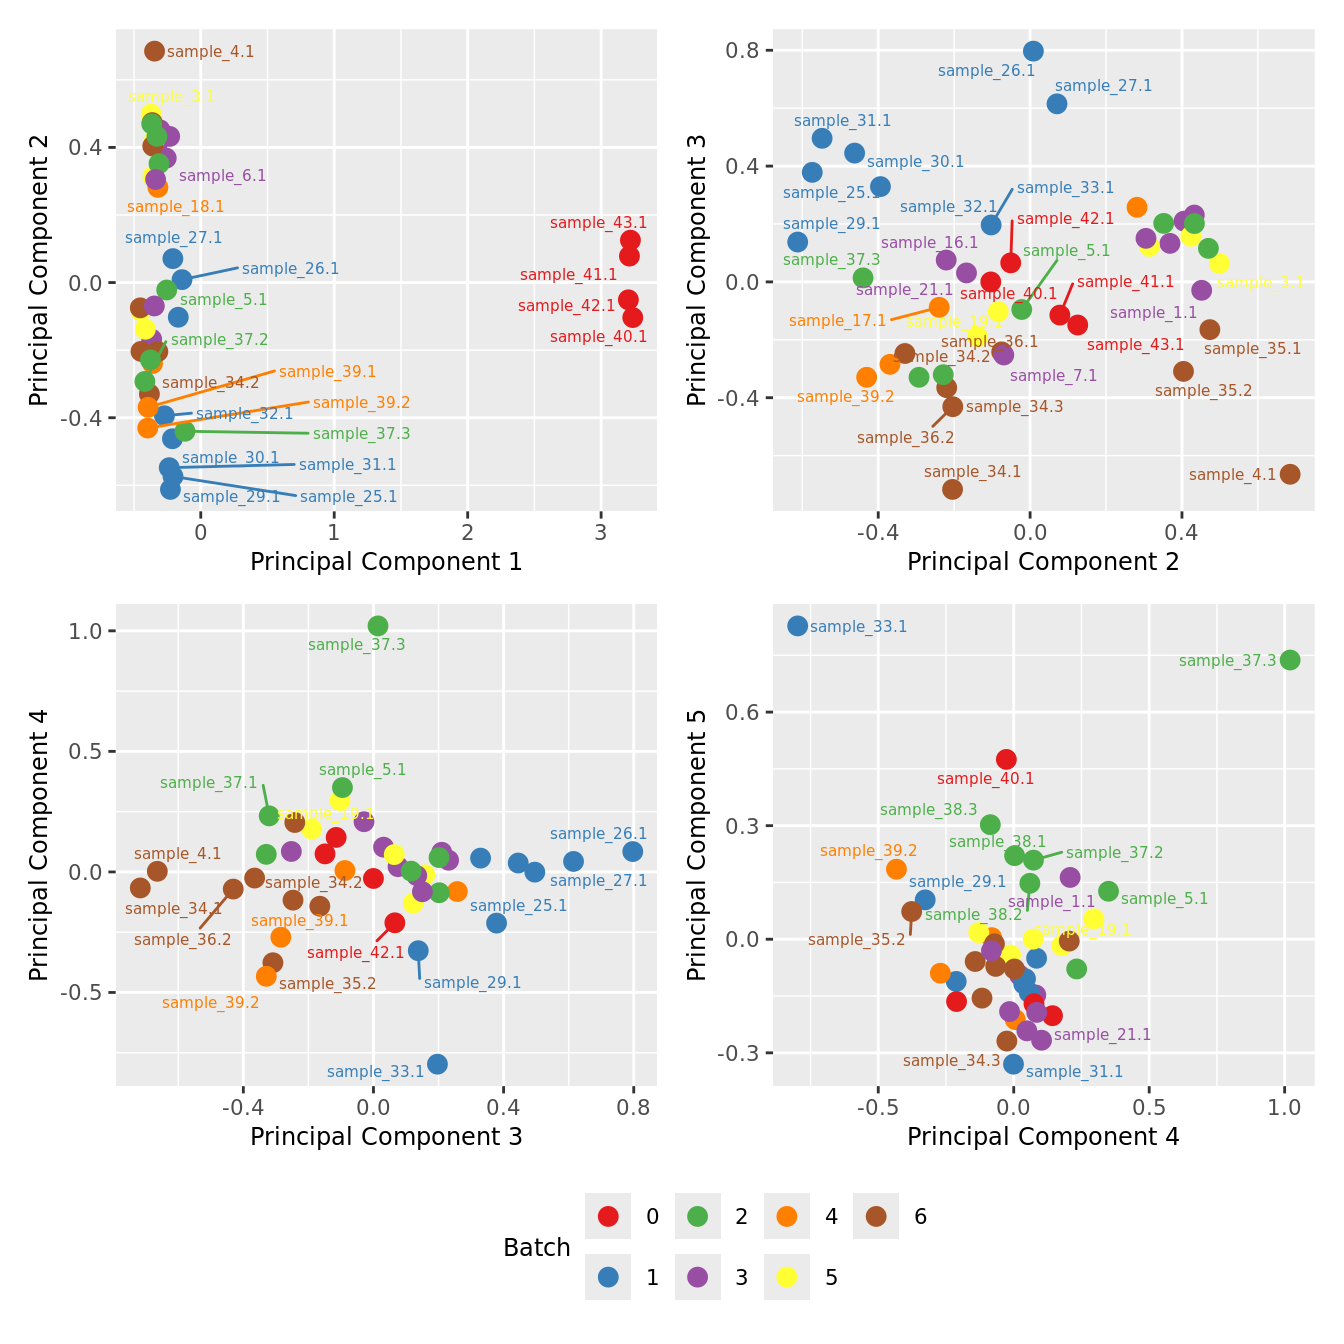 sample_4.1
sample_3.1
sample_6.1
sample_18.1
sample_27.1
sample_26.1
sample_5.1
sample_37.2
sample_34.2
sample_39.1
sample_39.2
sample_32.1
sample_37.3
sample_30.1
sample_31.1
sample_29.1
sample_25.1
sample_43.1
sample_41.1
sample_42.1
sample_40.1
0.4
0.0
-0.4
0
1
2
3
Principal Component 1
Principal Component 2
sample_26.1
sample_27.1
sample_31.1
sample_30.1
sample_25.1
sample_33.1
sample_32.1
sample_42.1
sample_29.1
sample_16.1
sample_5.1
sample_37.3
sample_41.1
sample_3.1
sample_21.1
sample_40.1
sample_1.1
sample_17.1
sample_19.1
sample_36.1
sample_43.1
sample_35.1
sample_34.2
sample_7.1
sample_39.2
sample_35.2
sample_34.3
sample_36.2
sample_34.1
sample_4.1
0.8
0.4
0.0
-0.4
-0.4
0.0
0.4
Principal Component 2
Principal Component 3
sample_37.3
sample_5.1
sample_37.1
sample_19.1
sample_26.1
sample_4.1
sample_34.2
sample_27.1
sample_34.1
sample_25.1
sample_39.1
sample_36.2
sample_42.1
sample_35.2
sample_29.1
sample_39.2
sample_33.1
1.0
0.5
0.0
-0.5
-0.4
0.0
0.4
0.8
Principal Component 3
Principal Component 4
sample_33.1
sample_37.3
sample_40.1
sample_38.3
sample_38.1
sample_39.2
sample_37.2
sample_29.1
sample_1.1
sample_5.1
sample_38.2
sample_19.1
sample_35.2
sample_21.1
sample_34.3
sample_31.1
0.6
0.3
0.0
-0.3
-0.5
0.0
0.5
1.0
Principal Component 4
Principal Component 5
Batch
0
2
4
6
1
3
5